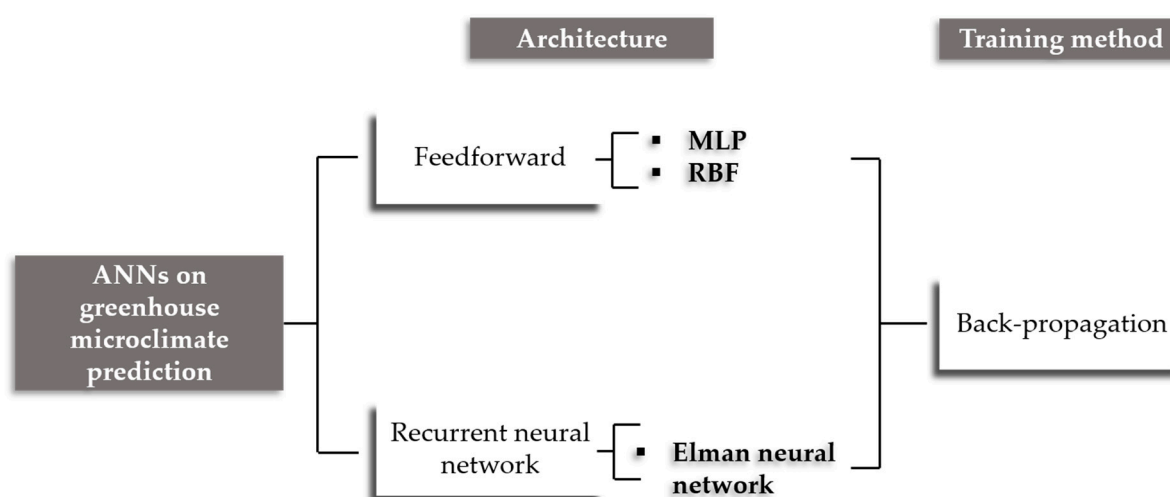 Architecture
Training method
Feedforward
▪ MLP
▪ RBF
ANNs on
greenhouse
microclimate
prediction
Back-propagation
Recurrent neural
network
▪ Elman neural
network